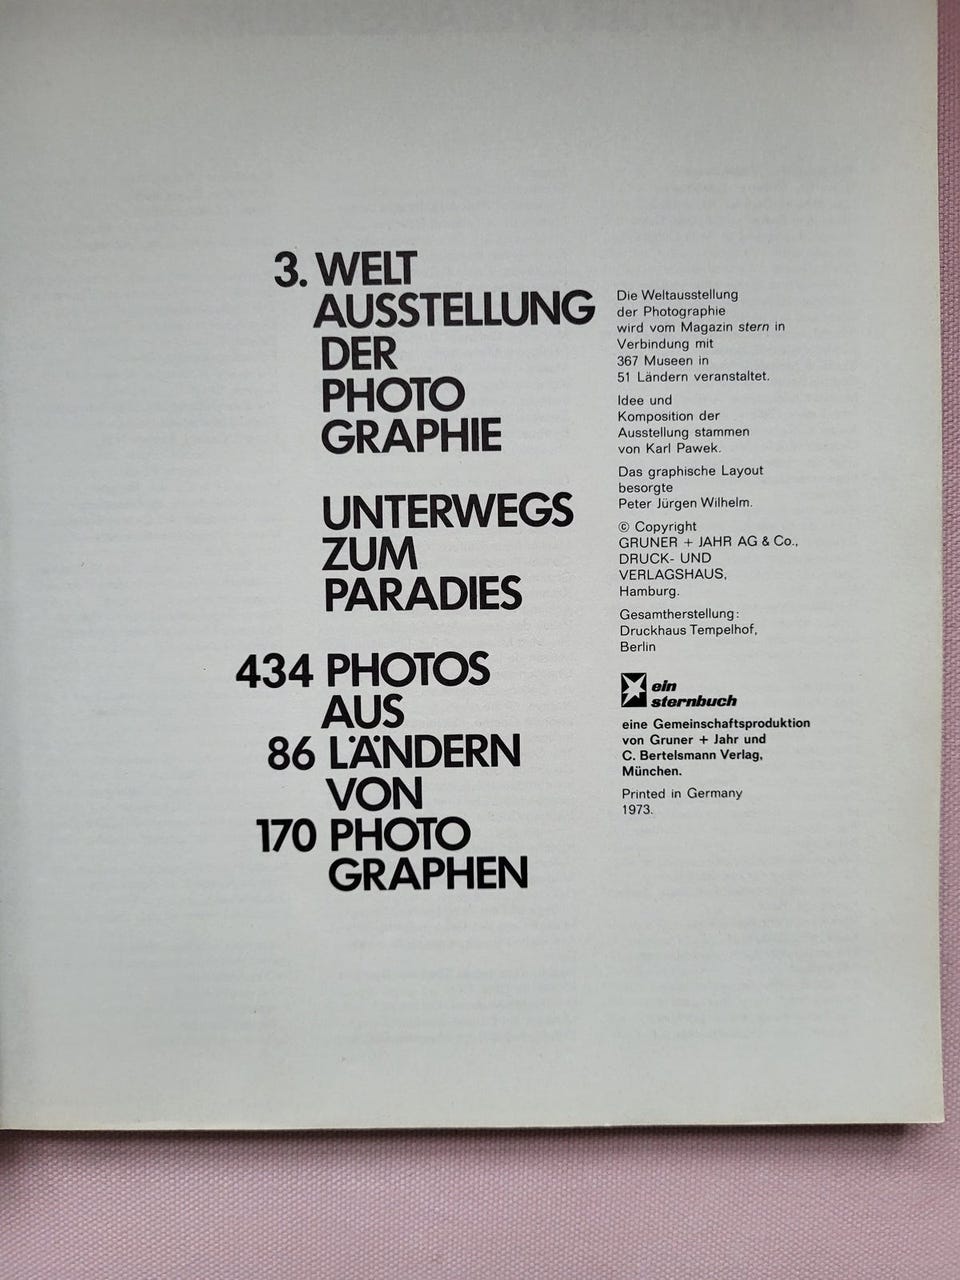 3. WELT
AUSSTELLUNG
DER
PHOTO
GRAPHIE
UNTERWEGS
ZUM
PARADIES
434 PHOTOS
AUS
86 LÄNDERN
VON
170 PHOTO
GRAPHEN
Die Weltausstellung
der Photographie
wird vom Magazin stern in
Verbindung mit
367 Museen in
51 Ländern veranstaltet.
Idee und
Komposition der
Ausstellung stammen
von Karl Pawek.
Das graphische Layout
besorgte
Peter Jürgen Wilhelm.
© Copyright
GRUNER + JAHR AG & Co.,
DRUCK- UND
VERLAGSHAUS,
Hamburg.
Gesamtherstellung:
Druckhaus Tempelhof,
Berlin
ein
sternbuch
eine Gemeinschaftsproduktion
von Gruner + Jahr und
C. Bertelsmann Verlag,
München.
Printed in Germany
1973.